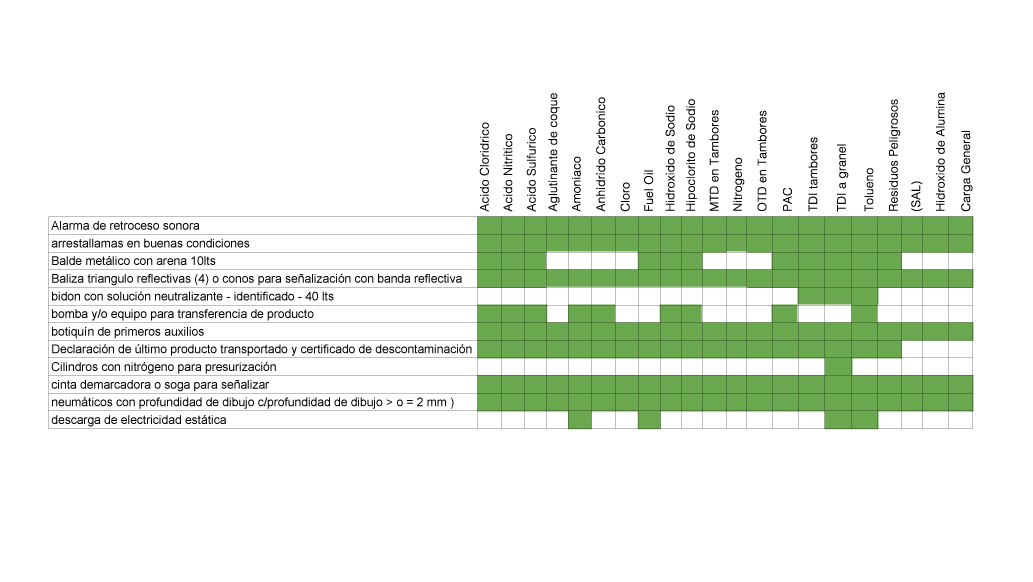 Acido Cloridrico
Acido Nitritico
Acido Sulfurico
Aglutinante de coque
Amoniaco
Anhidrido Carbonico
Cloro
Fuel Oil
Hidroxido de Sodio
Hipoclorito de Sodio
MTD en Tambores
Nitrogeno
OTD en Tambores
PAC
TDI tambores
TDI a granel
Tolueno
Residuos Peligrosos
(SAL)
Hidroxido de Alumina
Carga General
Alarma de retroceso sonora
arrestallamas en buenas condiciones
Balde metálico con arena 10lts
Baliza triangulo reflectivas (4) o conos para señalización con banda reflectiva
bidon con solución neutralizante - identificado - 40 lts
bomba y/o equipo para transferencia de producto
botiquín de primeros auxilios
Declaración de último producto transportado y certificado de descontaminación
Cilindros con nitrógeno para presurización
cinta demarcadora o soga para señalizar
neumáticos con profundidad de dibujo c/profundidad de dibujo > o = 2 mm )
descarga de electricidad estática